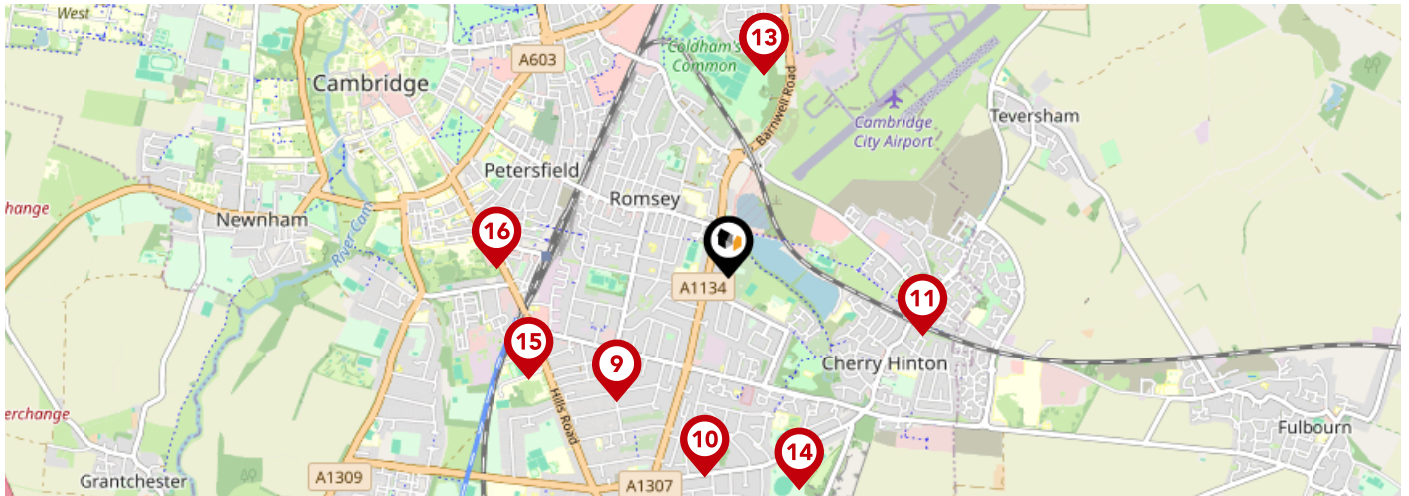 West
Coldham's
Common
13
A603
Cambridge
Barnwell Road
Cambridge
City Airport
Teversham
Petersfield
Romsey
hange
Newnham
River Cam
16
A1134
11
15
9
Cherry Hinton
erchange
Hills Road
10
14
Fulbourn
Grantchester
A1309
A1307